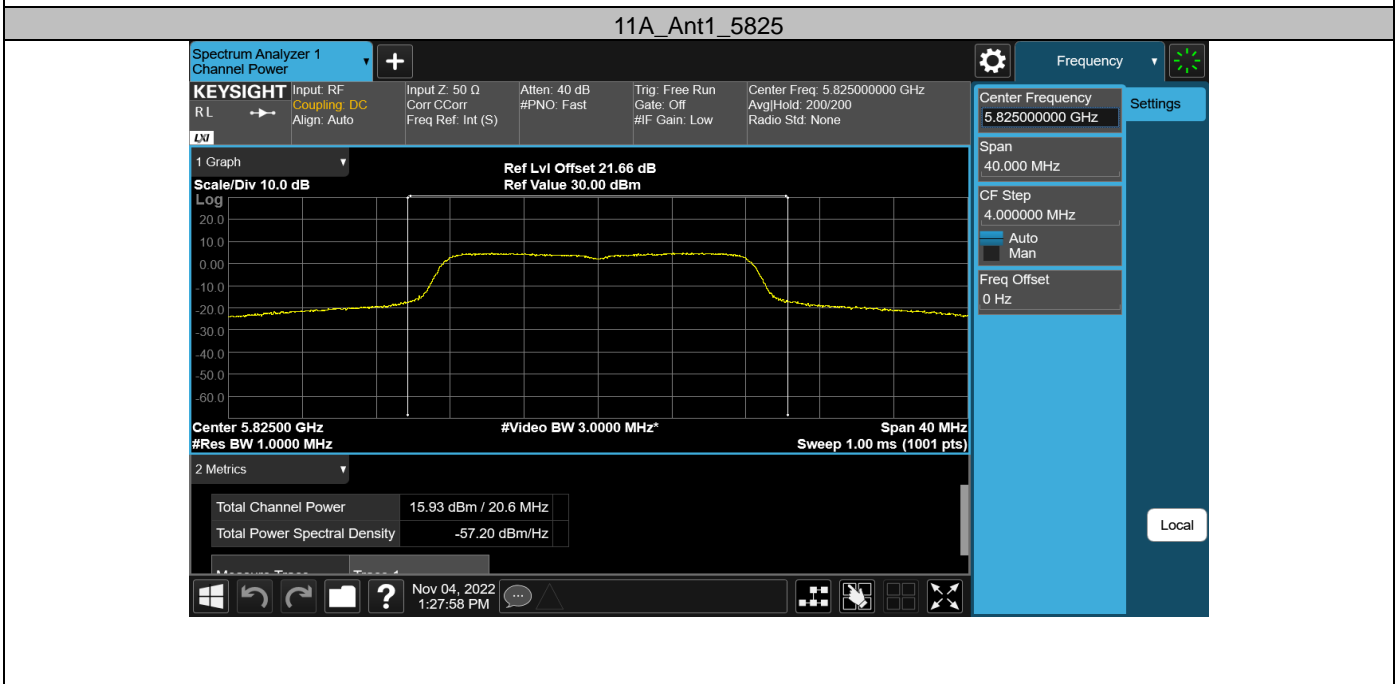 11A_Ant1_5825
Spectrum Analyzer 1
Channel Power
+
Frequency
KEYSIGHT
R L
LXI
Input: RF
Coupling: DC
Align: Auto
Input Z: 50 Ω
Corr CCorr
Freq Ref: Int (S)
Atten: 40 dB
#PNO: Fast
Trig: Free Run
Gate: Off
#IF Gain: Low
Center Freq: 5.825000000 GHz
Avg|Hold: 200/200
Radio Std: None
Center Frequency
5.825000000 GHz
Settings
Span
40.000 MHz
CF Step
4.000000 MHz
Auto
Man
Freq Offset
0 Hz
Local
1 Graph
Ref Lvl Offset 21.66 dB
Scale/Div 10.0 dB
Ref Value 30.00 dBm
Log
20.0
10.0
0.00
-10.0
-20.0
-30.0
-40.0
-50.0
-60.0
Center 5.82500 GHz
#Video BW 3.0000 MHz*
Span 40 MHz
#Res BW 1.0000 MHz
Sweep 1.00 ms (1001 pts)
2 Metrics
Total Channel Power 15.93 dBm / 20.6 MHz
Total Power Spectral Density -57.20 dBm/Hz
?
Nov 04, 2022
1:27:58 PM